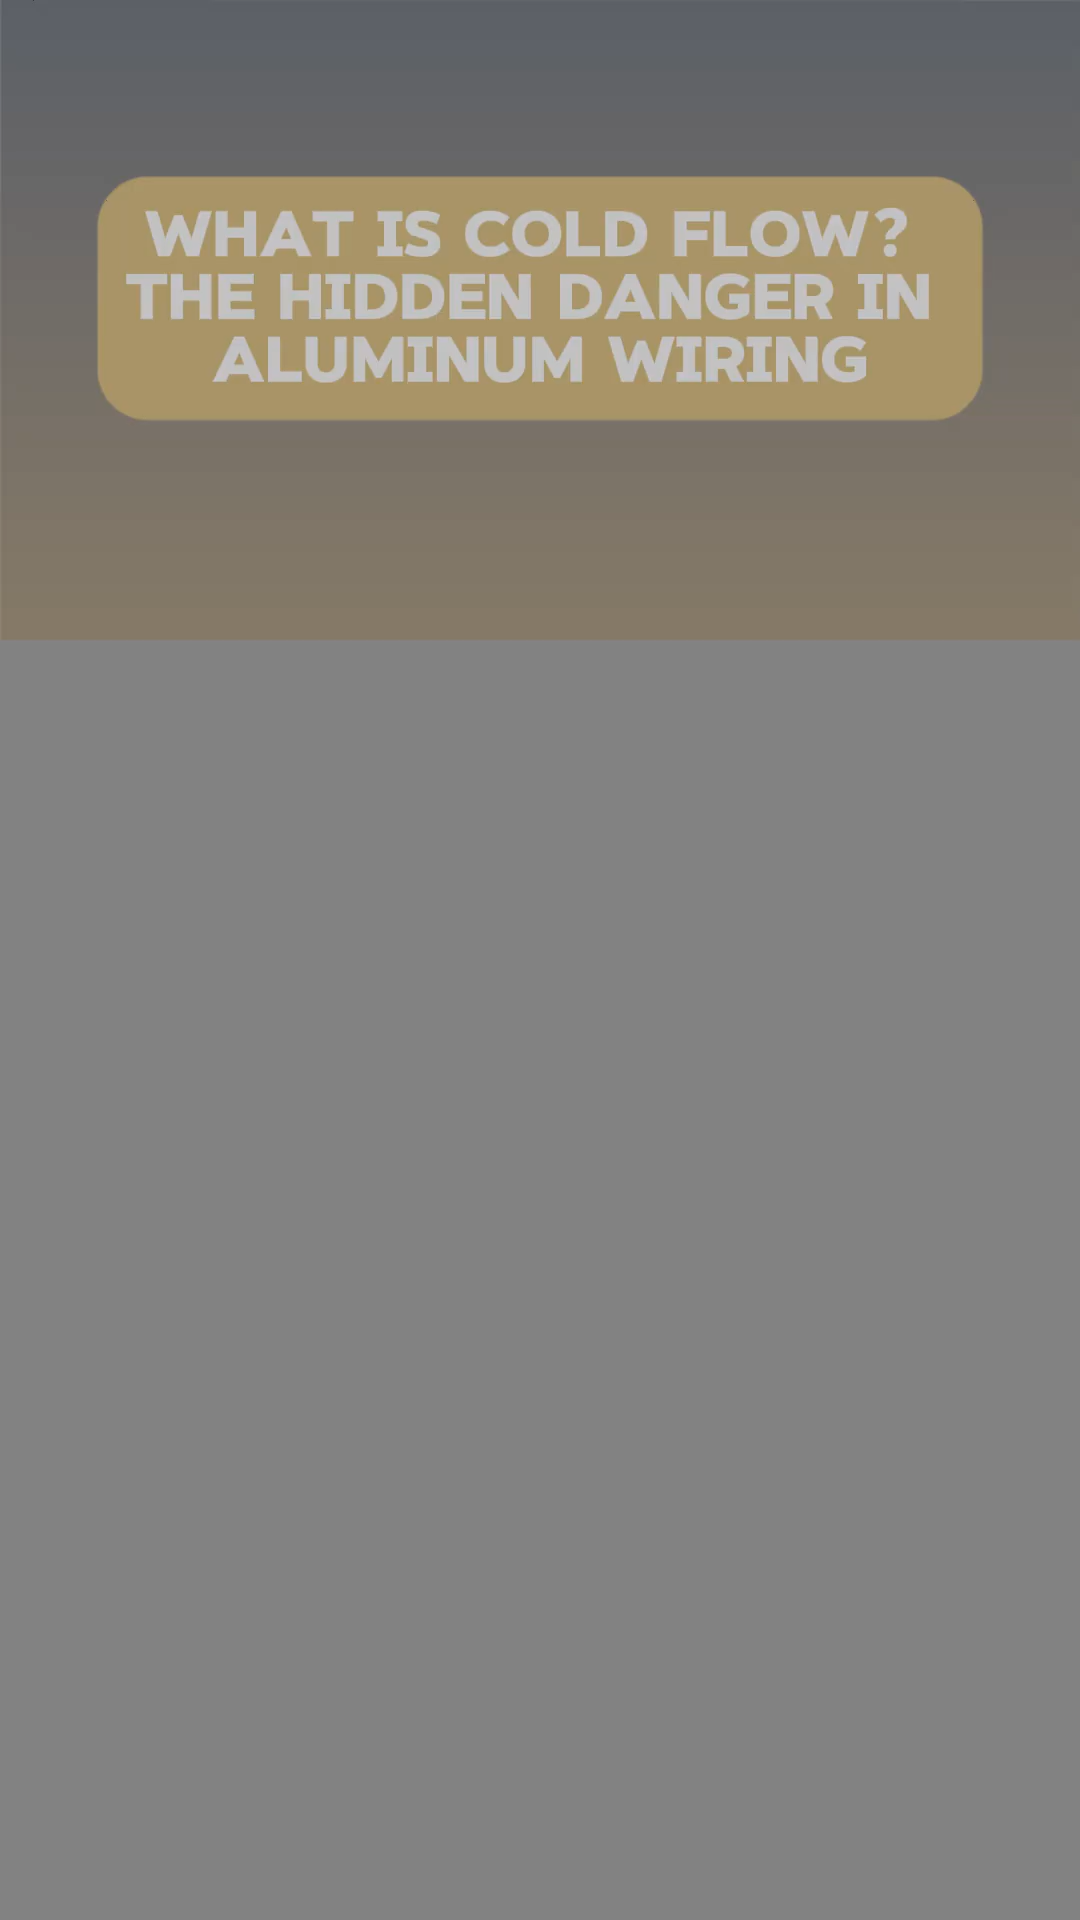 WHAT IS COLD FLOW?
THE HIDDEN DANGER IN
ALUMINUM WIRING